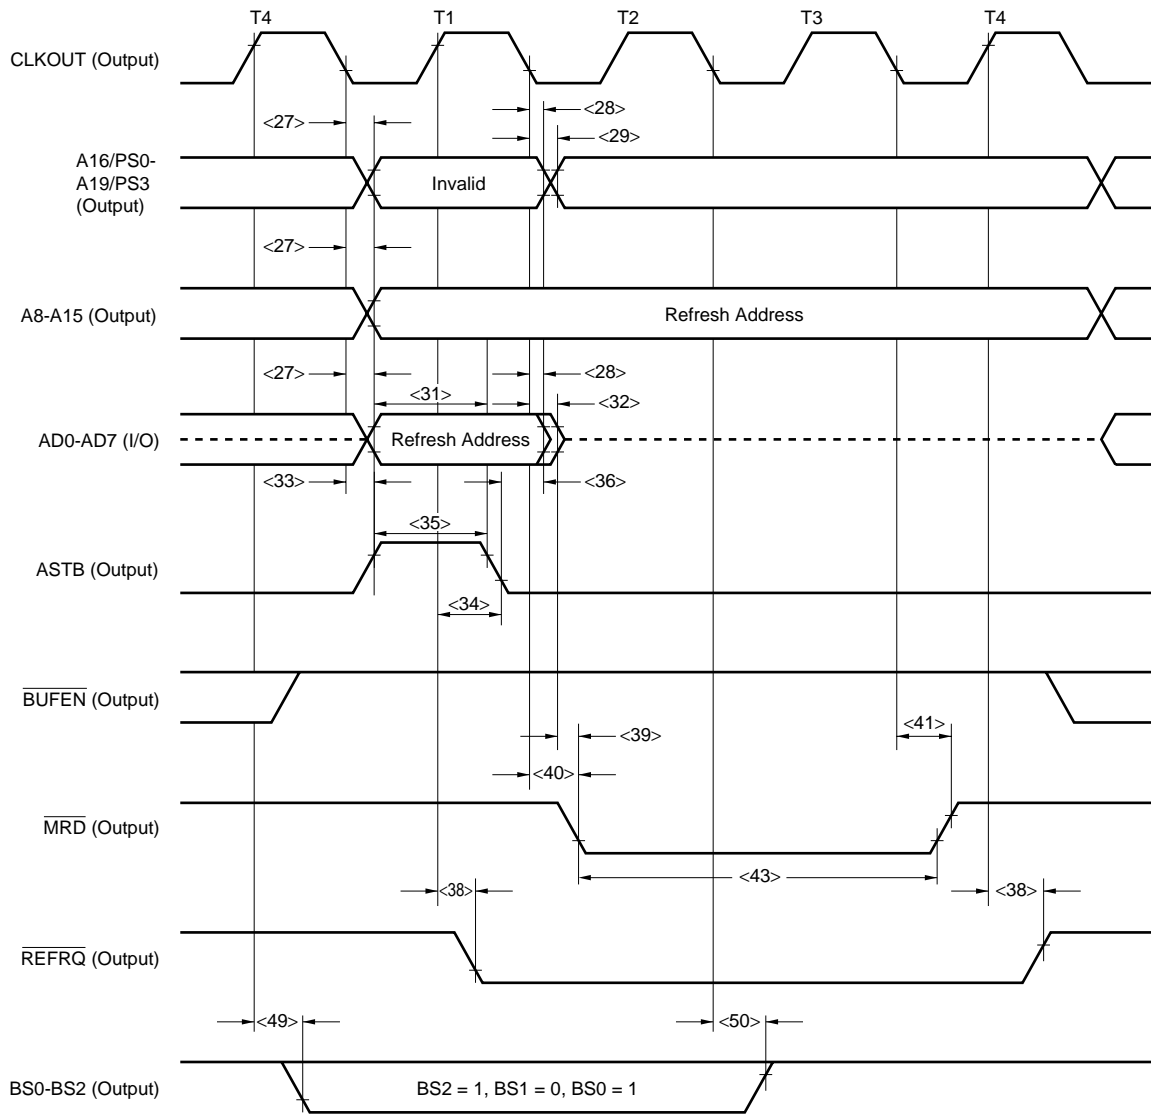 T4 T1 T2 T3 T4
CLKOUT (Output)
<28>
<27>
<29>
A16/PS0-
A19/PS3
(Output)
Invalid
<27>
A8-A15 (Output)
Refresh Address
<27>
<28>
<31>
<32>
AD0-AD7 (I/O)
Refresh Address
<33>
<36>
<35>
ASTB (Output)
<34>
BUFEN (Output)
<39>
<41>
<40>
MRD (Output)
<43>
<38>
<38>
REFRQ (Output)
<49>
<50>
BS0-BS2 (Output)
BS2 = 1, BS1 = 0, BS0 = 1